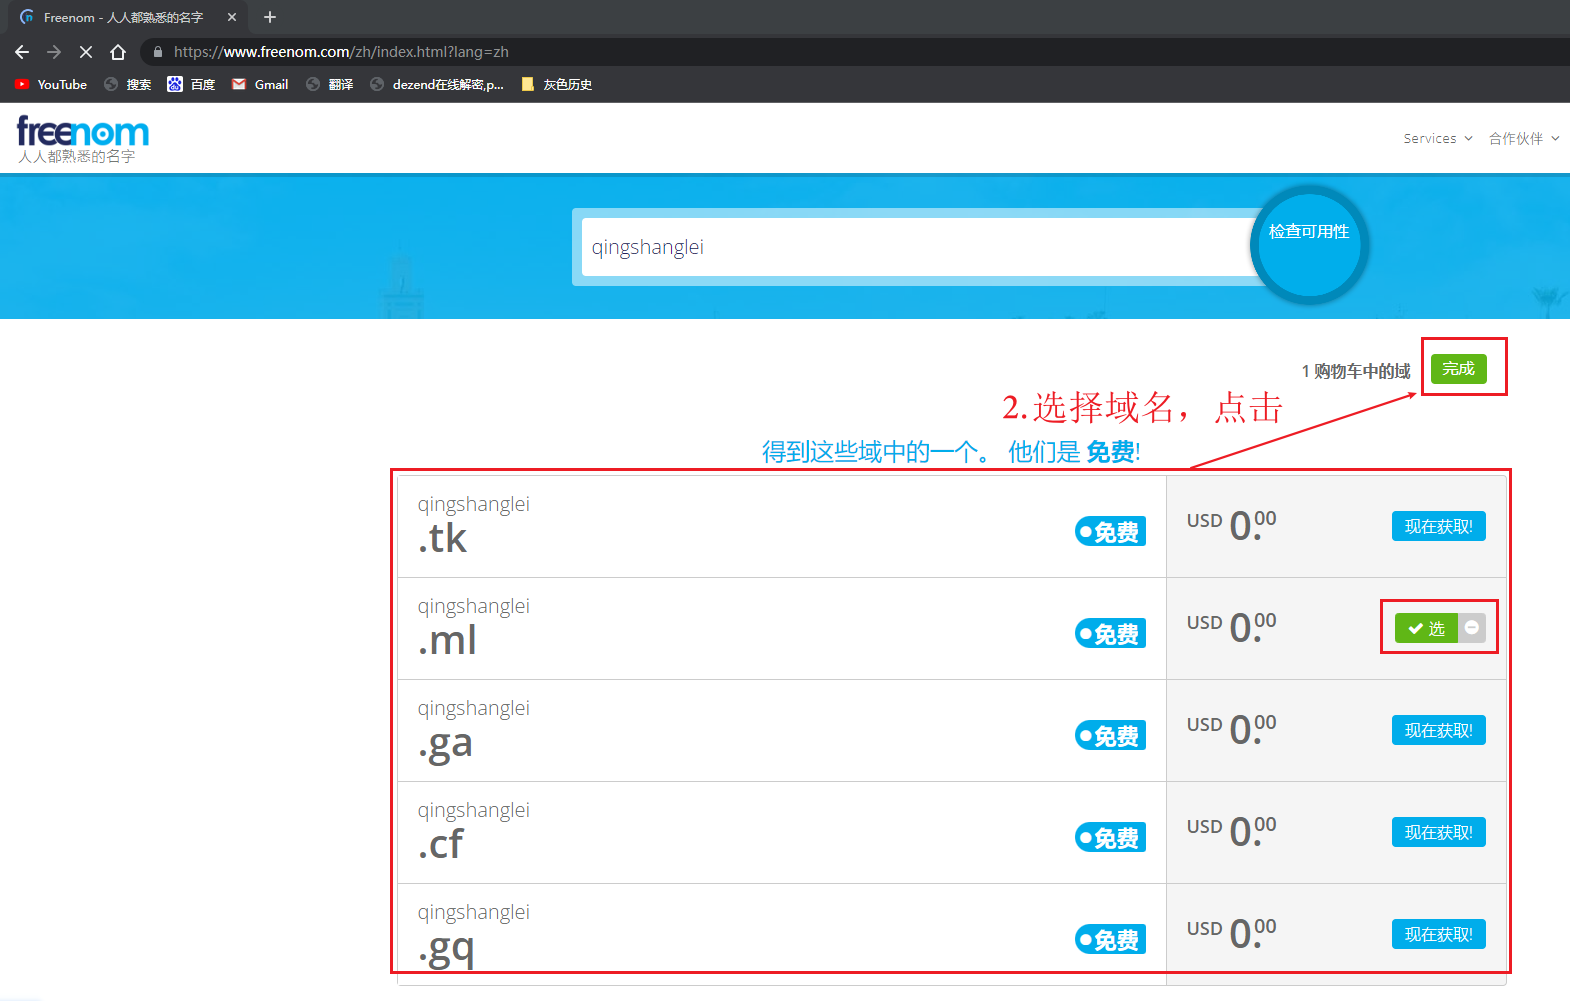 Freenom - 人人都熟悉的名字
https://www.freenom.com/zh/index.html?lang=zh
YouTube 搜索 百度 Gmail 翻译 dezend在线解密,p... 灰色历史
freenom
人人都熟悉的名字
Services 合作伙伴
qingshanglei
检查可用性
1 购物车中的域 完成
2.选择域名，点击
得到这些域中的一个。 他们是 免费!
qingshanglei
.tk
免费
USD 0.00
现在获取!
qingshanglei
.ml
免费
USD 0.00
选
qingshanglei
.ga
免费
USD 0.00
现在获取!
qingshanglei
.cf
免费
USD 0.00
现在获取!
qingshanglei
.gq
免费
USD 0.00
现在获取!